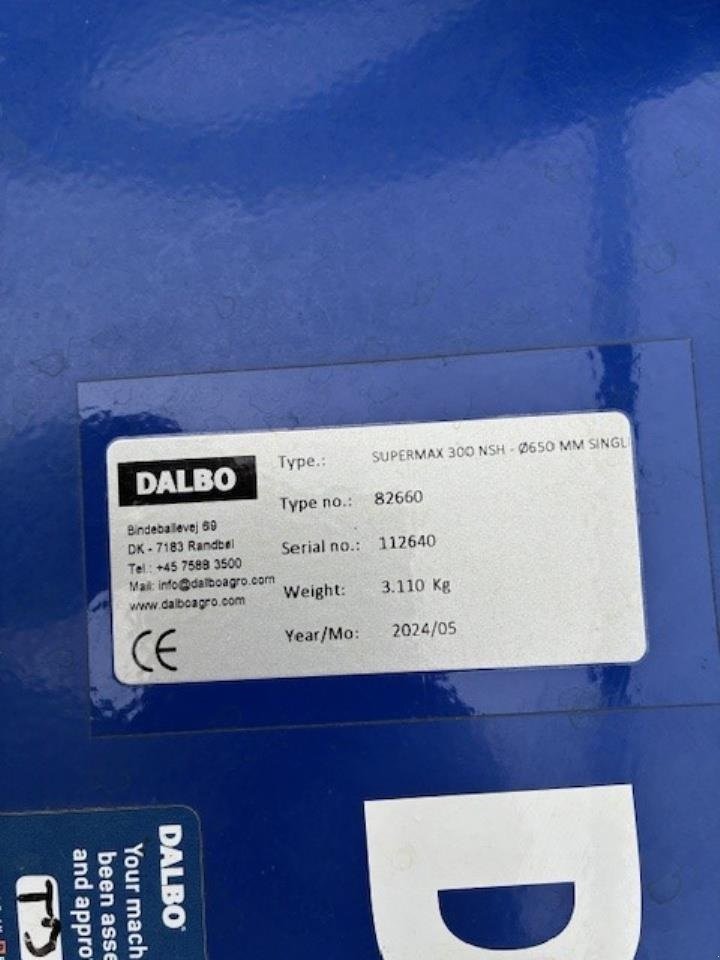 DALBO
Bindeballevej 69
DK - 7183 Randbøl
Tel.: +45 7588 3500
Mail: info@dalboagro.com
www.dalboagro.com
CE
Type.: SUPERMAX 300 NSH - Ø650 MM SINGL
Type no.: 82660
Serial no.: 112640
Weight: 3.110 Kg
Year/Mo: 2024/05
DALBO
Your mach
been asse
and appro
D